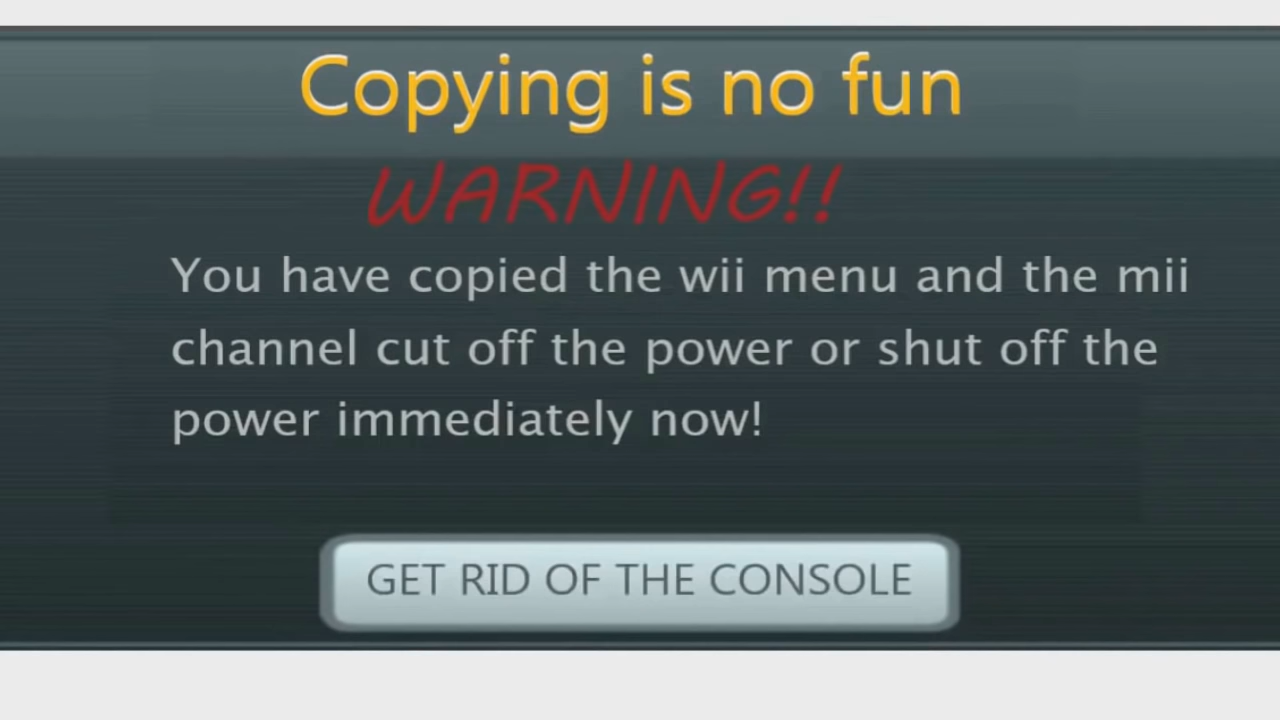 Copying is no fun
WARNING!!
You have copied the wii menu and the mii
channel cut off the power or shut off the
power immediately now!
GET RID OF THE CONSOLE